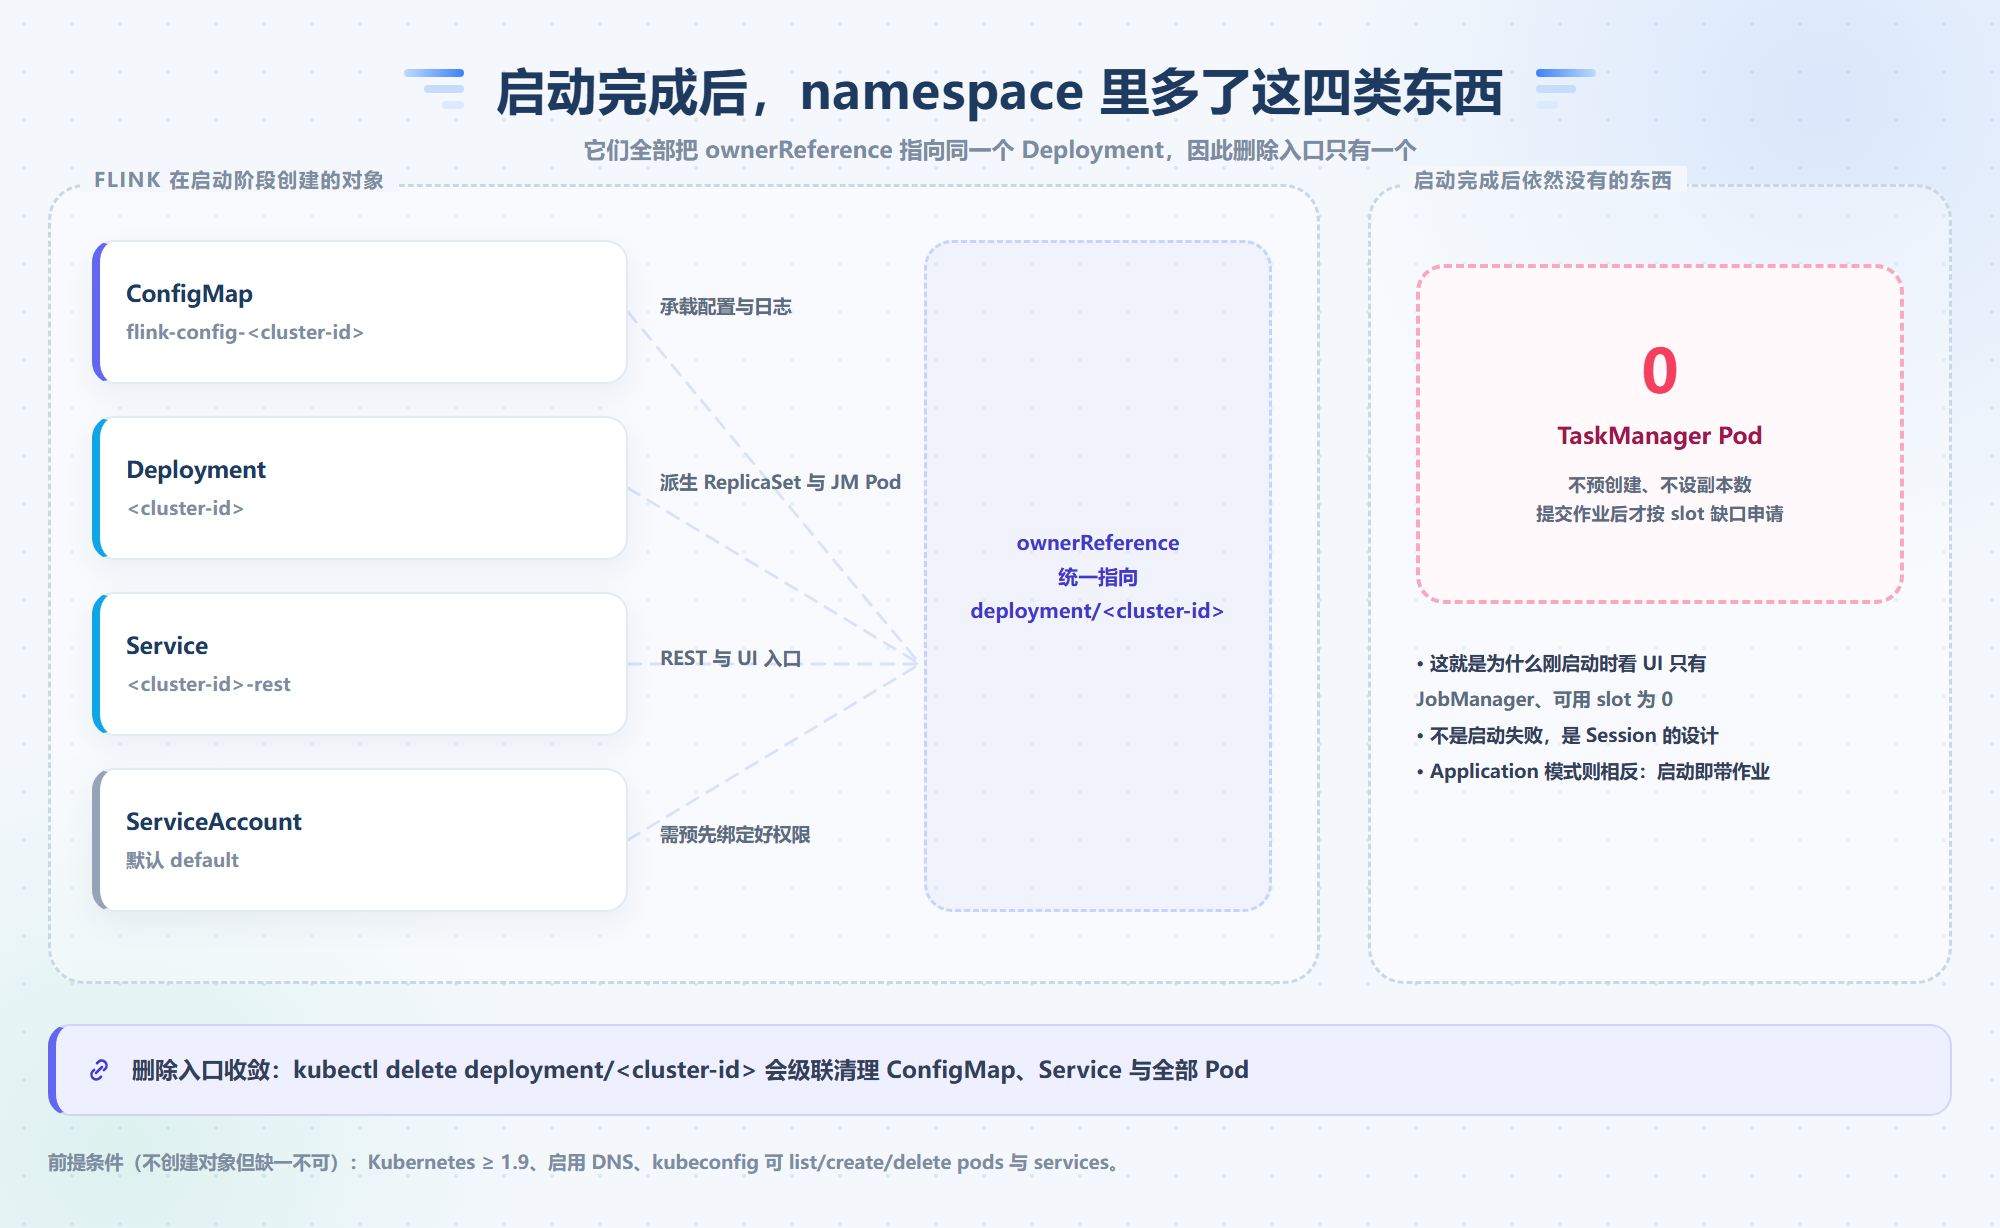 启动完成后，namespace 里多了这四类东西
它们全部把 ownerReference 指向同一个 Deployment，因此删除入口只有一个
FLINK 在启动阶段创建的对象
ConfigMap
flink-config-<cluster-id>
承载配置与日志
Deployment
<cluster-id>
派生 ReplicaSet 与 JM Pod
Service
<cluster-id>-rest
REST 与 UI 入口
ServiceAccount
默认 default
需预先绑定好权限
ownerReference
统一指向
deployment/<cluster-id>
启动完成后依然没有的东西
0
TaskManager Pod
不预创建、不设副本数
提交作业后才按 slot 缺口申请
• 这就是为什么刚启动时看 UI 只有
JobManager、可用 slot 为 0
• 不是启动失败，是 Session 的设计
• Application 模式则相反：启动即带作业
删除入口收敛：kubectl delete deployment/<cluster-id> 会级联清理 ConfigMap、Service 与全部 Pod
前提条件（不创建对象但缺一不可）：Kubernetes ≥ 1.9、启用 DNS、kubeconfig 可 list/create/delete pods 与 services。